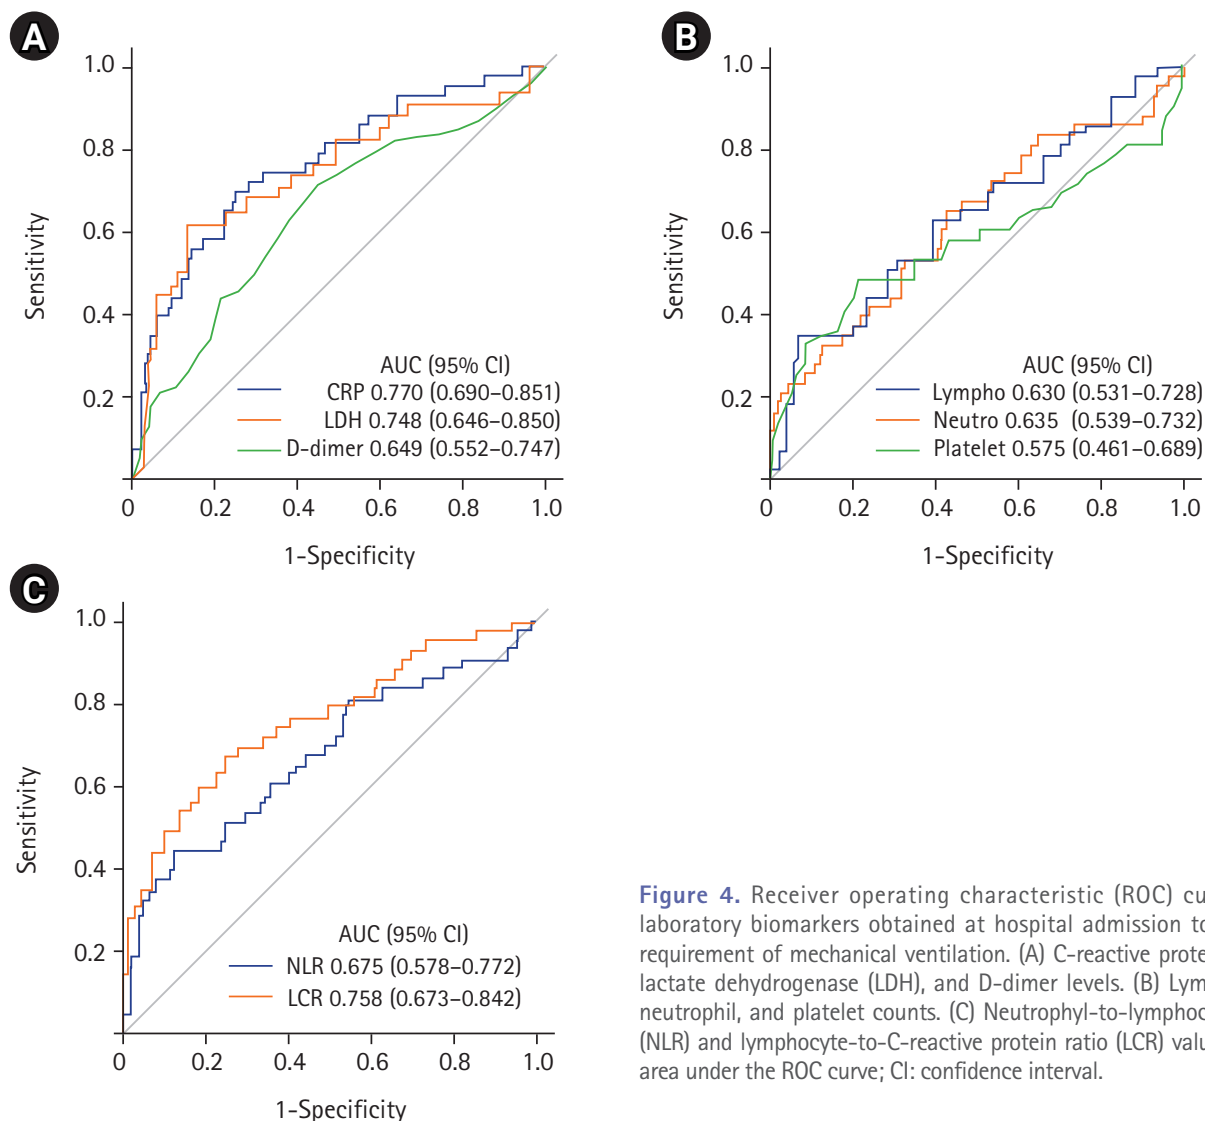 A
1.0
0.8
0.6
0.4
0.2
Sensitivity
AUC (95% CI)
CRP 0.770 (0.690–0.851)
LDH 0.748 (0.646–0.850)
D-dimer 0.649 (0.552–0.747)
0 0.2 0.4 0.6 0.8 1.0
1-Specificity
B
1.0
0.8
0.6
0.4
0.2
Sensitivity
AUC (95% CI)
Lympho 0.630 (0.531–0.728)
Neutro 0.635 (0.539–0.732)
Platelet 0.575 (0.461–0.689)
0 0.2 0.4 0.6 0.8 1.0
1-Specificity
C
1.0
0.8
0.6
0.4
0.2
Sensitivity
AUC (95% CI)
NLR 0.675 (0.578–0.772)
LCR 0.758 (0.673–0.842)
0 0.2 0.4 0.6 0.8 1.0
1-Specificity
Figure 4. Receiver operating characteristic (ROC) cu
laboratory biomarkers obtained at hospital admission to
requirement of mechanical ventilation. (A) C-reactive prote
lactate dehydrogenase (LDH), and D-dimer levels. (B) Lym
neutrophil, and platelet counts. (C) Neutrophyl-to-lymphoc
(NLR) and lymphocyte-to-C-reactive protein ratio (LCR) valu
area under the ROC curve; CI: confidence interval.